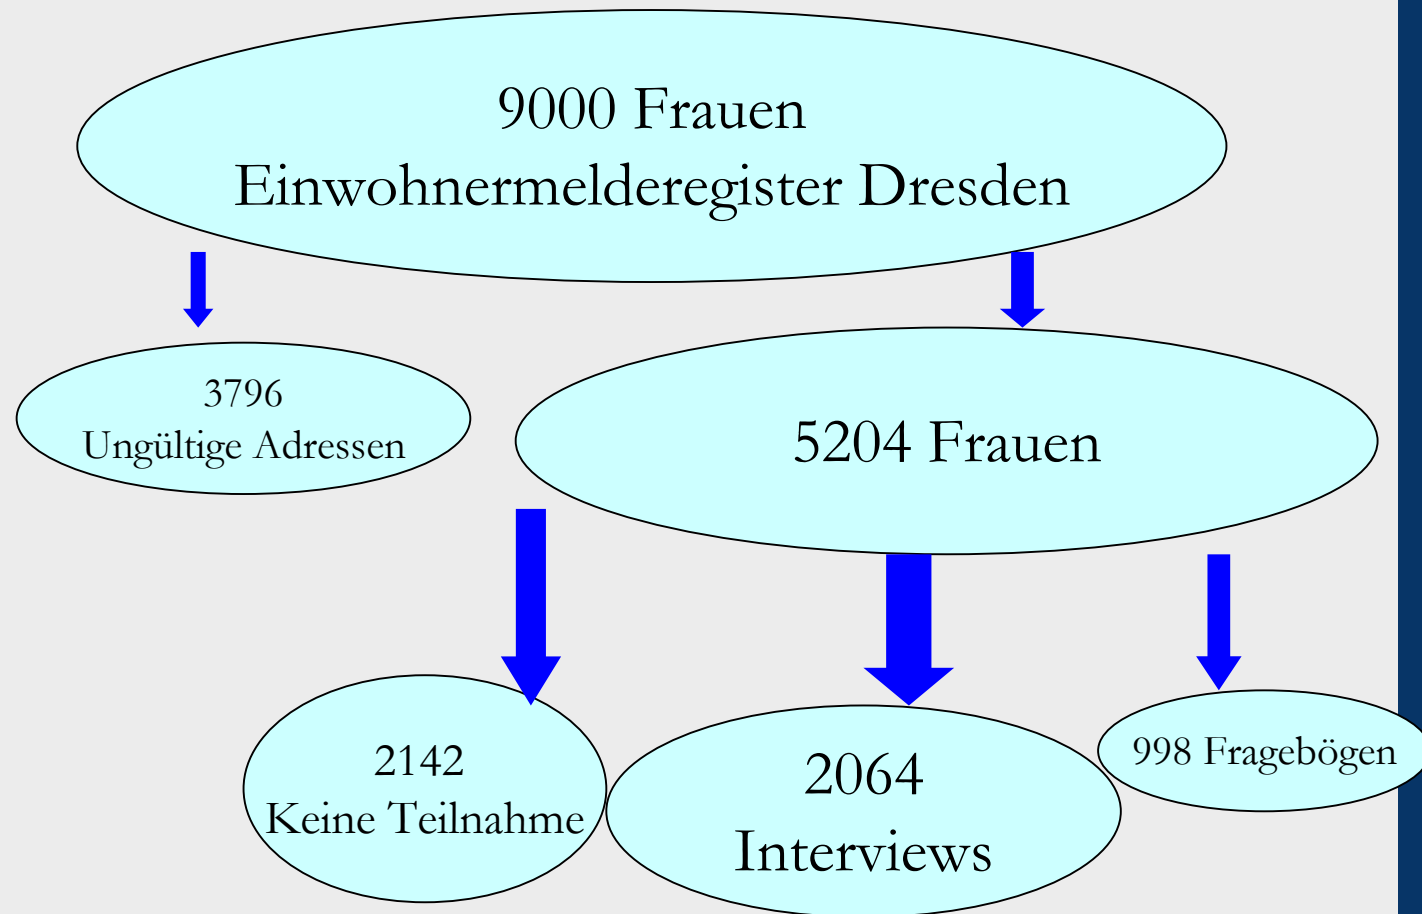 9000 Frauen
Einwohnermelderegister Dresden
3796
Ungültige Adressen
5204 Frauen
2142
Keine Teilnahme
2064
Interviews
998 Fragebögen